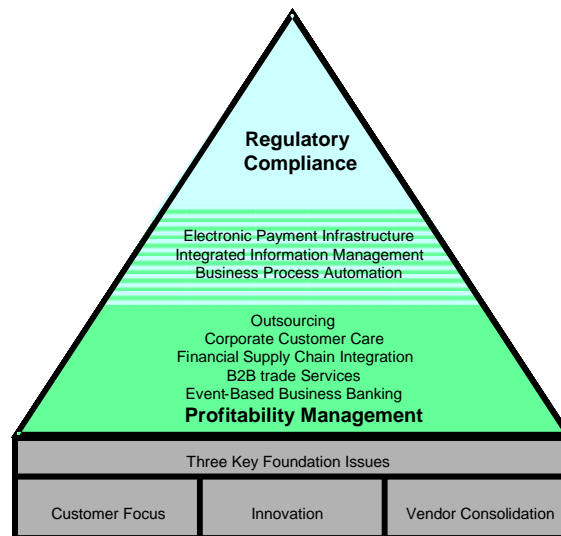 Regulatory
Compliance
Electronic Payment Infrastructure
Integrated Information Management
Business Process Automation
Outsourcing
Corporate Customer Care
Financial Supply Chain Integration
B2B trade Services
Event-Based Business Banking
Profitability Management
Three Key Foundation Issues
Customer Focus
Innovation
Vendor Consolidation